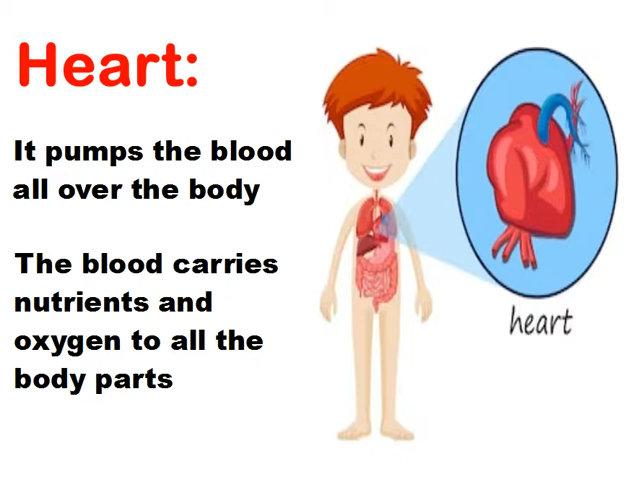 Heart:
It pumps the blood
all over the body
The blood carries
nutrients and
oxygen to all the
body parts
heart